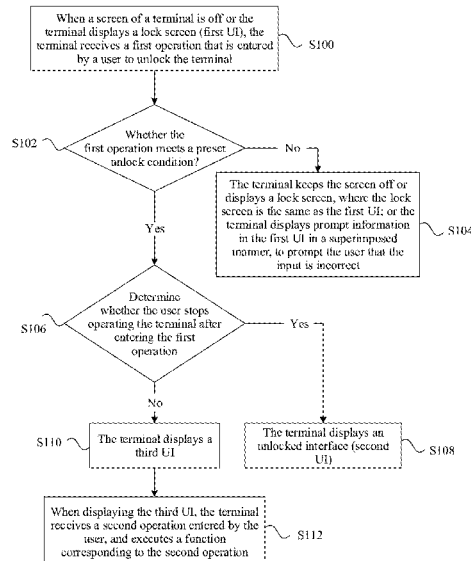 When a screen of a terminal is off or the
terminal displays a lock screen (first UI), the
terminal receives a first operation that is entered
by a user to unlock the terminal
S100
Whether the
first operation meets a preset
unlock condition?
S102
No
The terminal keeps the screen off or
displays a lock screen, where the lock
screen is the same as the first UI; or the
terminal displays prompt information
in the first UI in a superimposed
manner, to prompt the user that the
input is incorrect
S104
Yes
Determine
whether the user stops
operating the terminal after
entering the first
operation
S106
Yes
No
The terminal displays a
third UI
S110
The terminal displays an
unlocked interface (second
UI)
S108
When displaying the third UI, the terminal
receives a second operation entered by the
user, and executes a function
corresponding to the second operation
S112